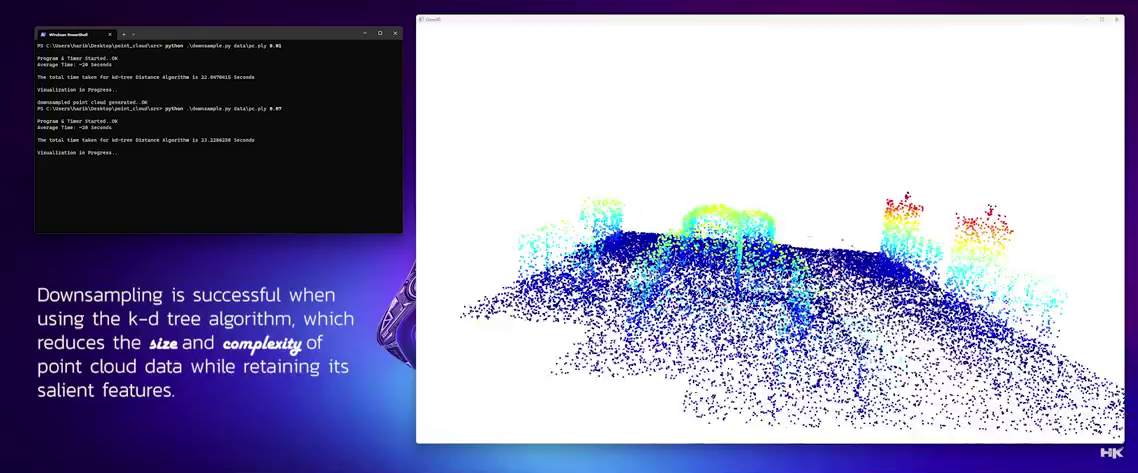 Windows PowerShell
PS C:\Users\harik\Desktop\point_cloud\src> python .\downsample.py data\pc.ply 0.01
Program & Timer Started..OK
Average Time: ~20 Seconds
The total time taken for kd-tree Distance Algorithm is 22.8470415 Seconds
Visualization in Progress..
downsampled point cloud generated..OK
PS C:\Users\harik\Desktop\point_cloud\src> python .\downsample.py data\pc.ply 0.07
Program & Timer Started..OK
Average Time: ~20 Seconds
The total time taken for kd-tree Distance Algorithm is 23.2286258 Seconds
Visualization in Progress..
Open3D
Downsampling is successful when
using the k-d tree algorithm, which
reduces the size and complexity of
point cloud data while retaining its
salient features.
HK